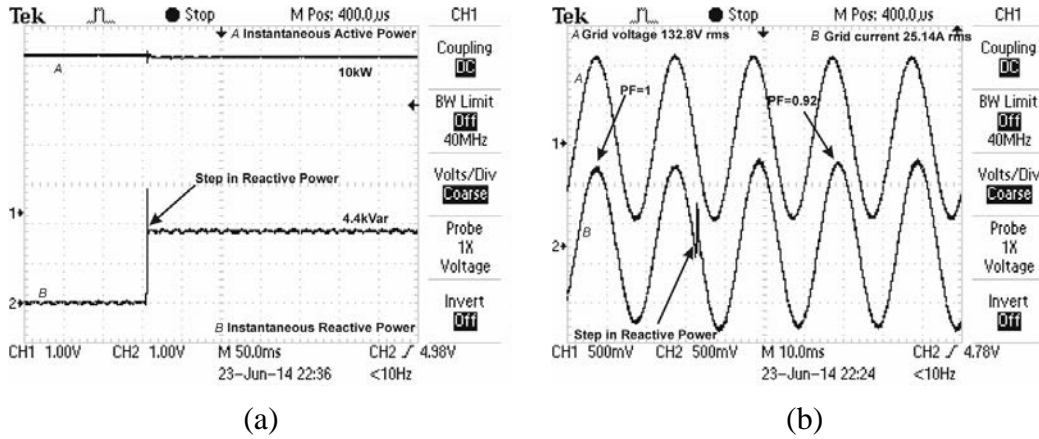 Tek Stop M Pos: 400.0µs CH1
A Instantaneous Active Power
Coupling
DC
A
10kW
BW Limit
Off
40MHz
Volts/Div
Coarse
Step in Reactive Power
1
4.4kVar
Probe
1X
Voltage
B
2
Invert
Off
B Instantaneous Reactive Power
CH1 1.00V CH2 1.00V M 50.0ms CH2 4.38V
23-Jun-14 22:36 <10Hz
(a)
Tek Stop M Pos: 400.0µs CH1
A Grid voltage 132.8V rms B Grid current 25.14A rms
Coupling
DC
A
PF=1
PF=0.92
BW Limit
Off
40MHz
1
Volts/Div
Coarse
Probe
1X
Voltage
B
2
Invert
Off
Step in Reactive Power
CH1 500mV CH2 500mV M 10.0ms CH2 4.78V
23-Jun-14 22:24 <10Hz
(b)